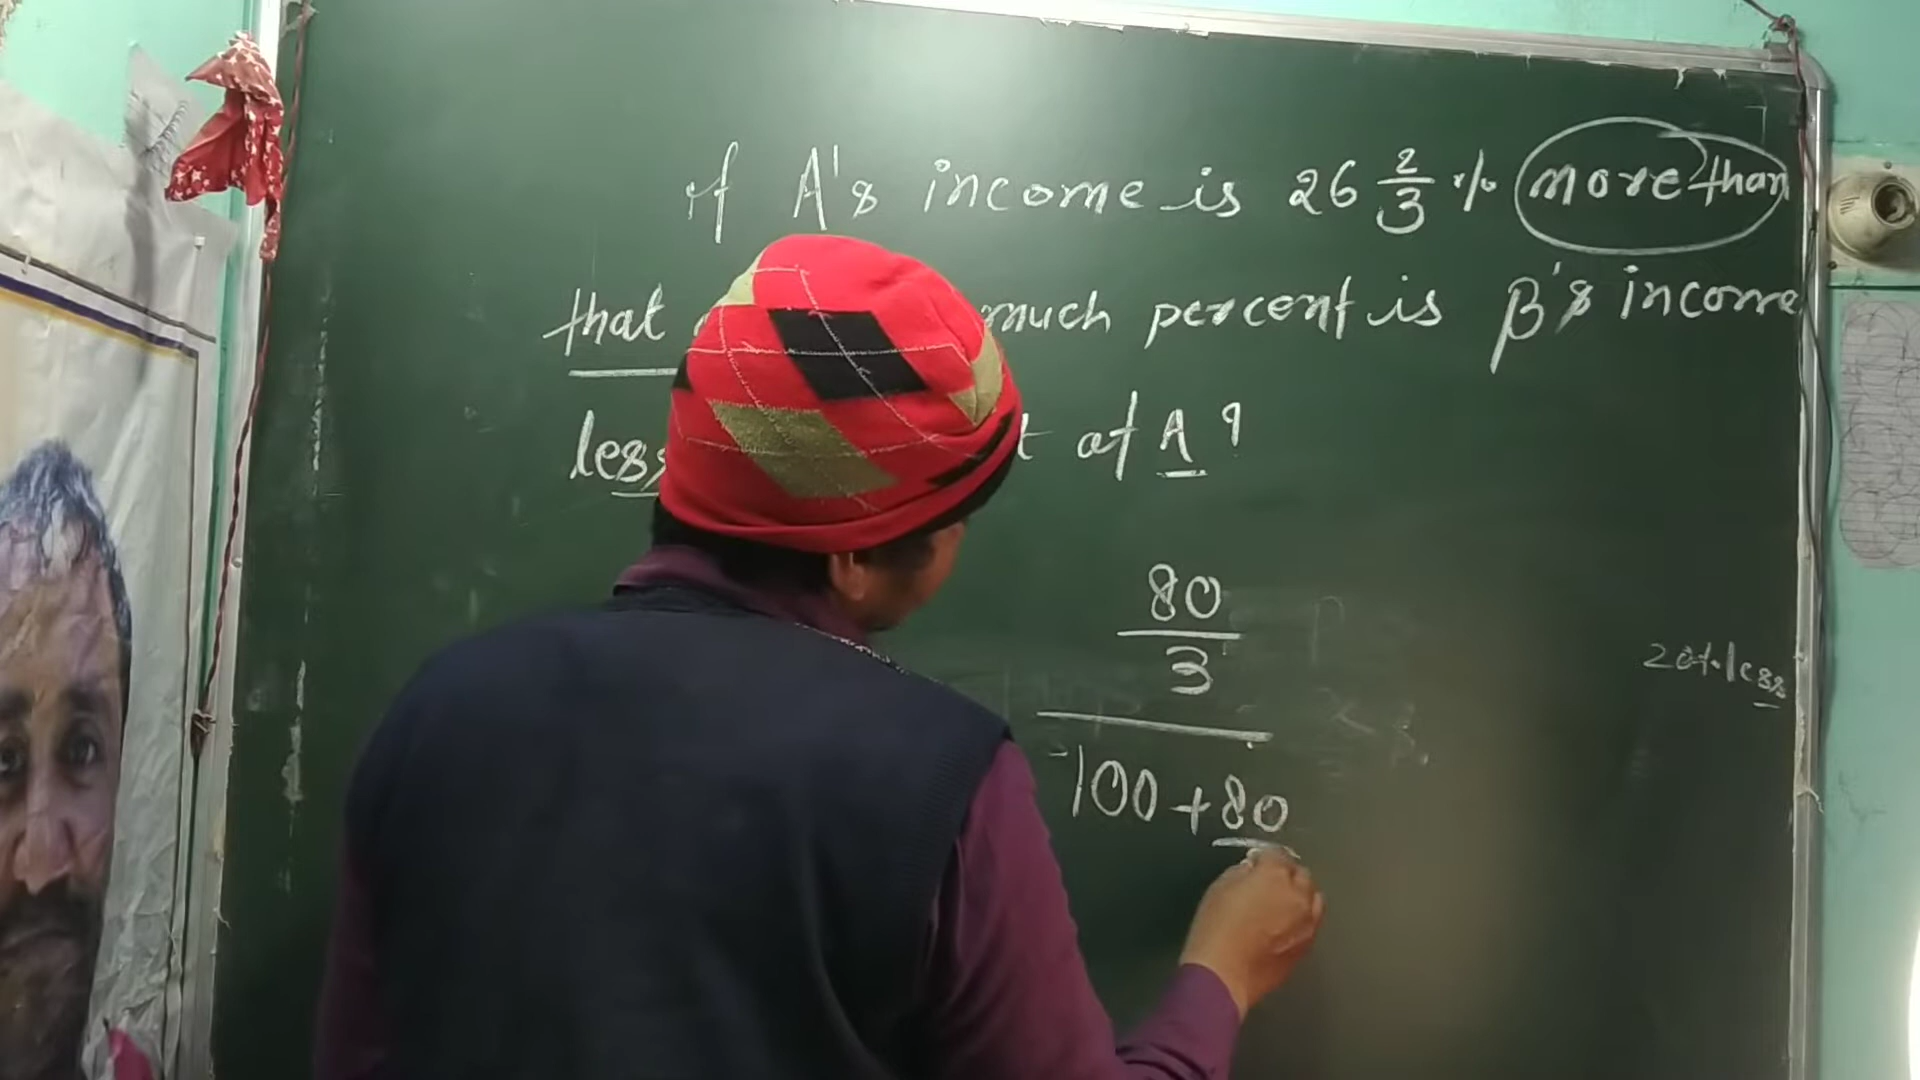 if A's income is 26 2/3 % more than
that much percent is B's income
less of A?
80
3
100+80
20% less